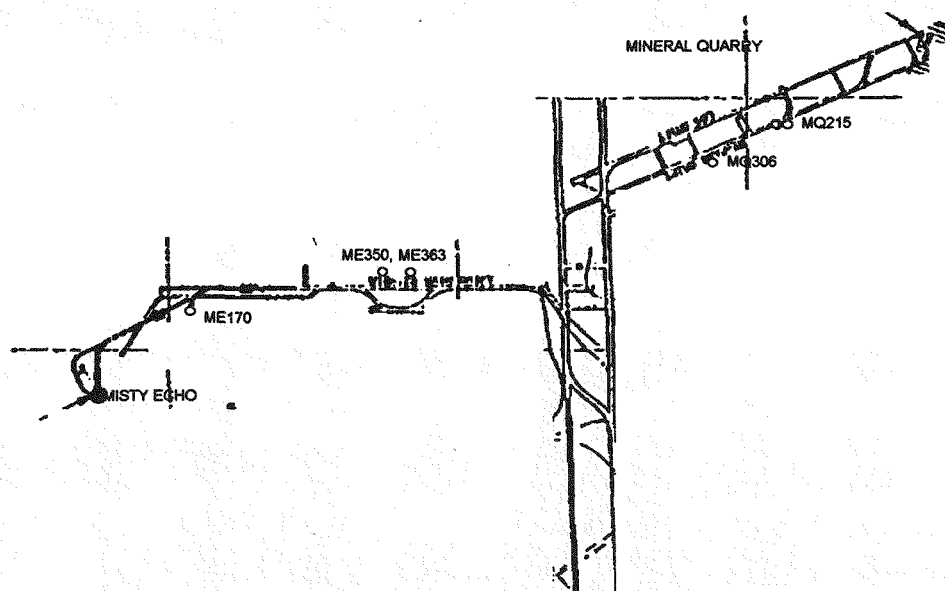 MINERAL QUARRY
MQ215
MQ306
ME350, ME363
ME170
MISTY ECHO